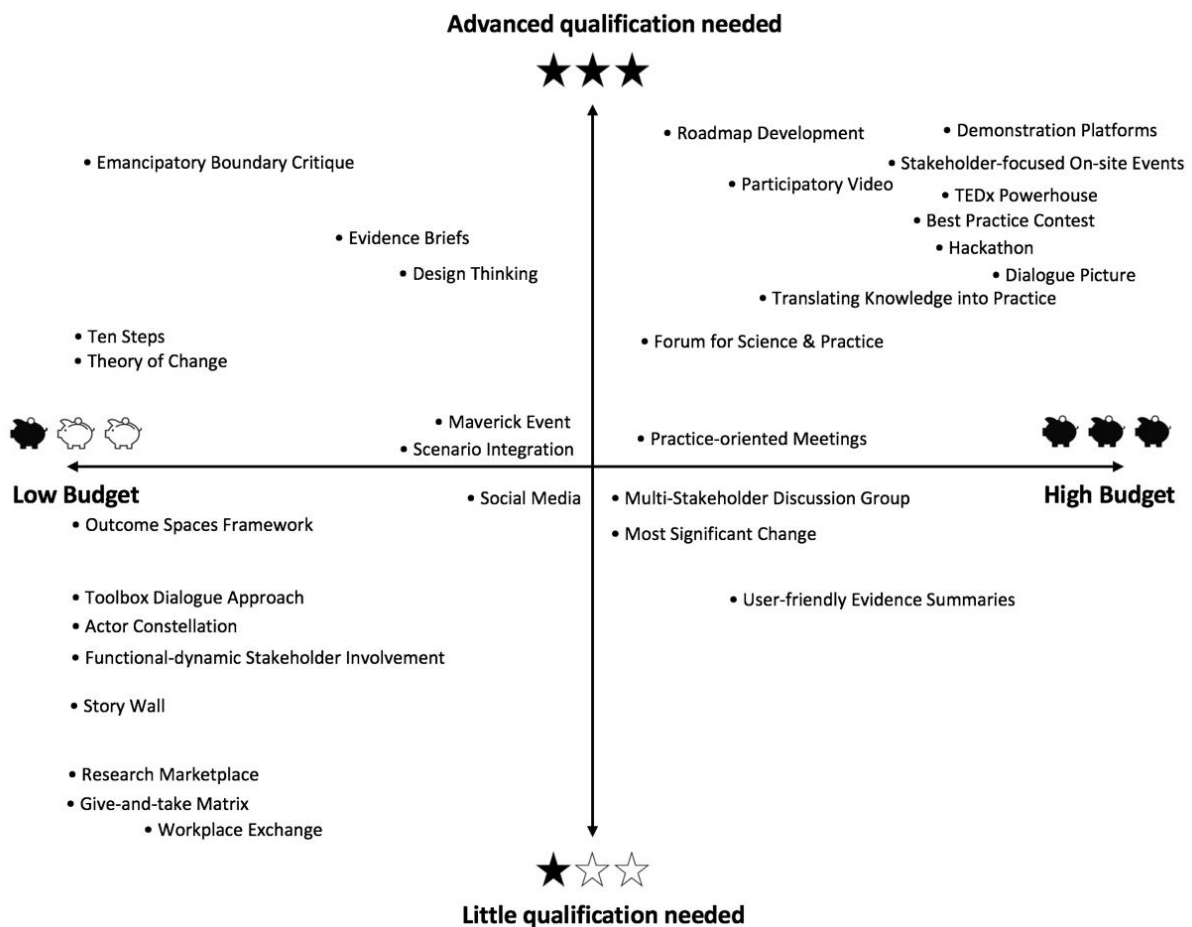 Advanced qualification needed
• Roadmap Development
• Demonstration Platforms
• Emancipatory Boundary Critique
• Stakeholder-focused On-site Events
• Participatory Video
• TEDx Powerhouse
• Best Practice Contest
• Evidence Briefs
• Hackathon
• Design Thinking
• Dialogue Picture
• Translating Knowledge into Practice
• Ten Steps
• Forum for Science & Practice
• Theory of Change
• Maverick Event
• Practice-oriented Meetings
• Scenario Integration
Low Budget
• Social Media
• Multi-Stakeholder Discussion Group
High Budget
• Outcome Spaces Framework
• Most Significant Change
• Toolbox Dialogue Approach
• User-friendly Evidence Summaries
• Actor Constellation
• Functional-dynamic Stakeholder Involvement
• Story Wall
• Research Marketplace
• Give-and-take Matrix
• Workplace Exchange
Little qualification needed